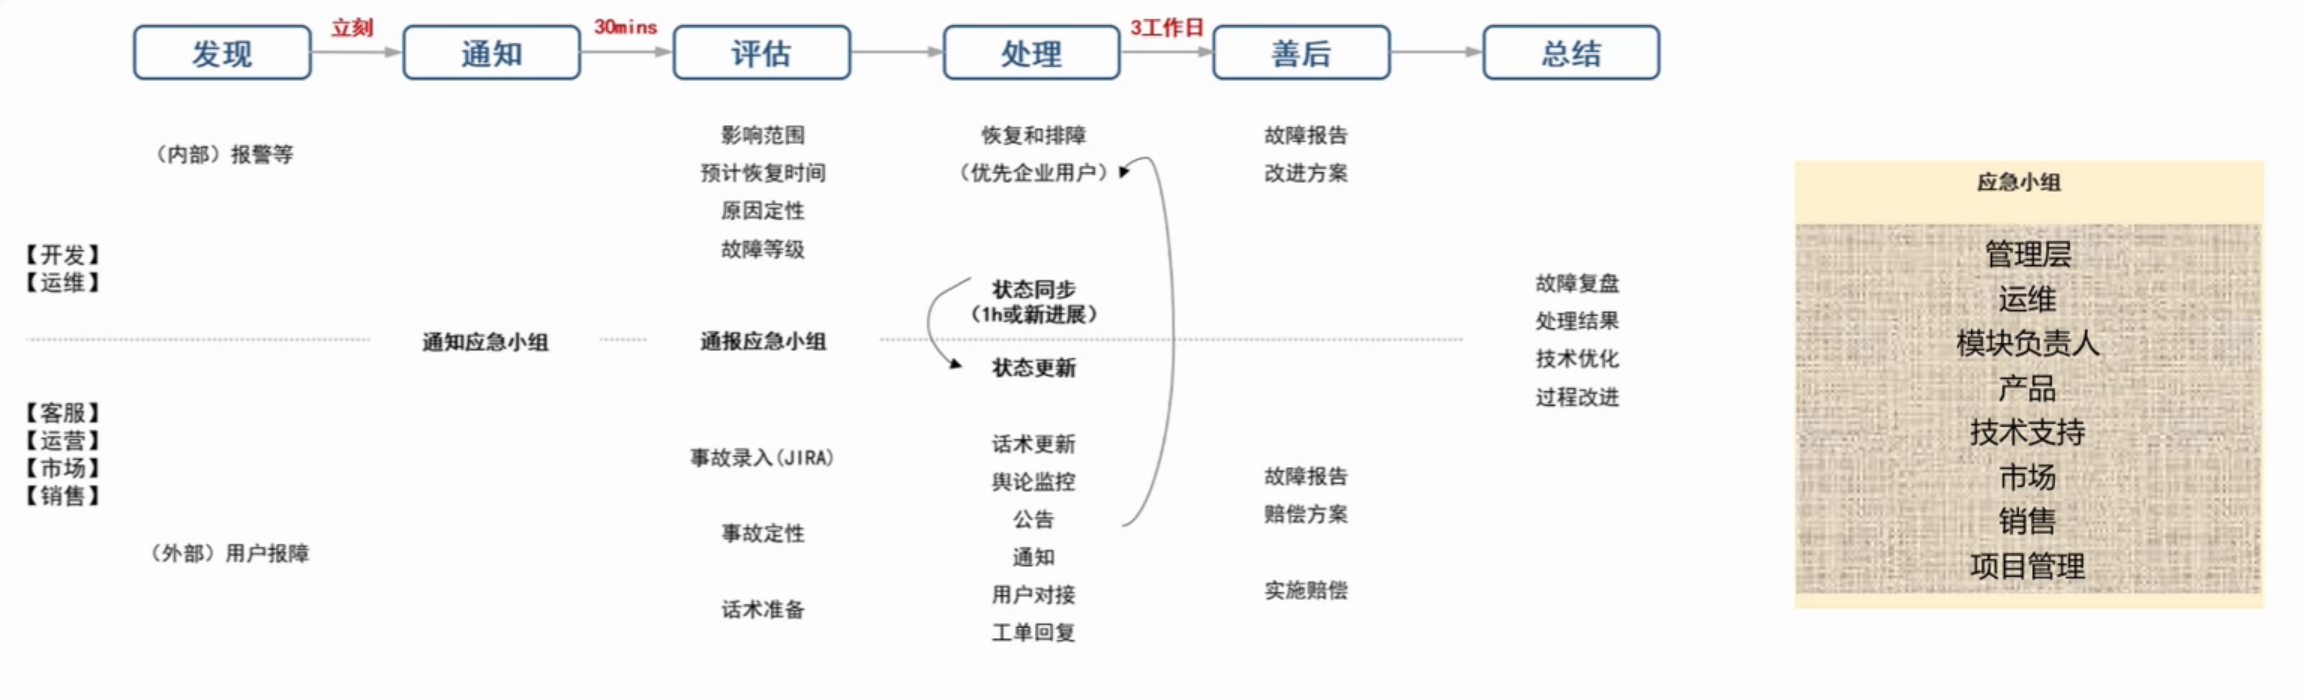 发现
立刻
通知
30mins
评估
处理
3工作日
善后
总结
(内部)报警等
【开发】
【运维】
【客服】
【运营】
【市场】
【销售】
(外部)用户报障
通知应急小组
影响范围
预计恢复时间
原因定性
故障等级
通报应急小组
事故录入(JIRA)
事故定性
话术准备
恢复和排障
(优先企业用户)
状态同步
(1h或新进展)
状态更新
话术更新
舆论监控
公告
通知
用户对接
工单回复
故障报告
改进方案
故障报告
赔偿方案
实施赔偿
故障复盘
处理结果
技术优化
过程改进
应急小组
管理层
运维
模块负责人
产品
技术支持
市场
销售
项目管理